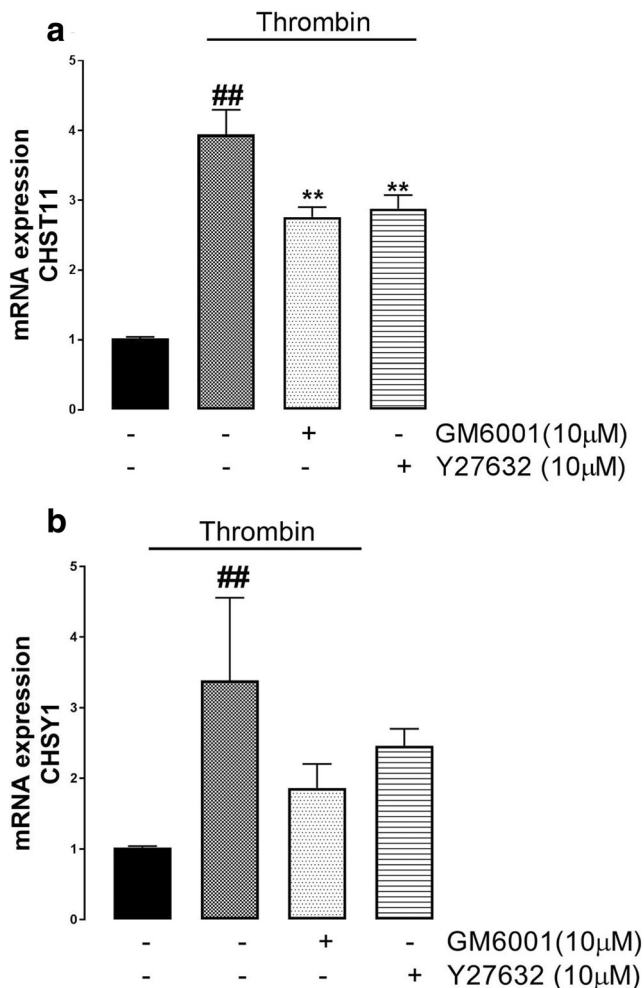 a
Thrombin
mRNA expression
CHST11
5
4
3
2
1
0
##
**
**
- - + - GM6001(10μM)
- - - + Y27632 (10μM)
b
Thrombin
mRNA expression
CHSY1
5
4
3
2
1
0
##
- - + - GM6001(10μM)
- - - + Y27632 (10μM)